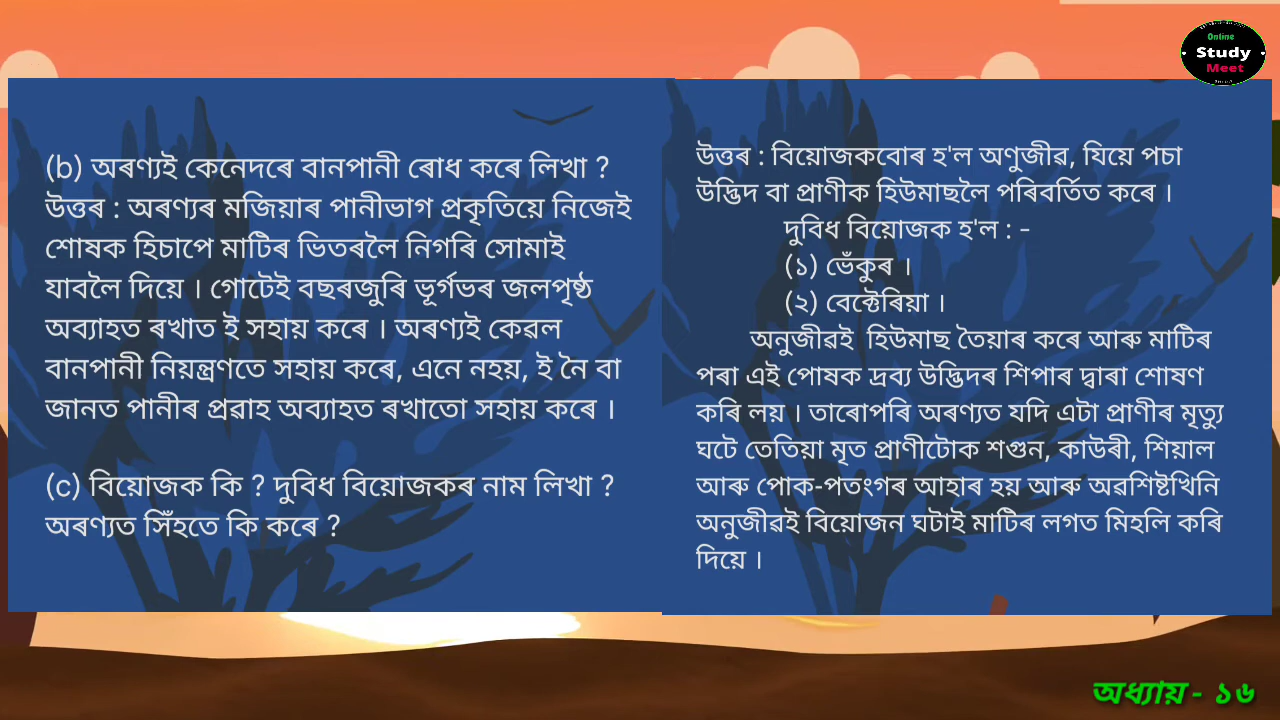 Online
Study
Meet
(b) অৰণ্যই কেনেদৰে বানপানী ৰোধ কৰে লিখা ?
উত্তৰ : অৰণ্যৰ মজিয়াৰ পানীভাগ প্ৰকৃতিয়ে নিজেই
শোষক হিচাপে মাটিৰ ভিতৰলৈ নিগৰি সোমাই
যাবলৈ দিয়ে । গোটেই বছৰজুৰি ভূৰ্গভৰ জলপৃষ্ঠ
অব্যাহত ৰখাত ই সহায় কৰে । অৰণ্যই কেৱল
বানপানী নিয়ন্ত্ৰণতে সহায় কৰে, এনে নহয়, ই নৈ বা
জানত পানীৰ প্ৰৱাহ অব্যাহত ৰখাতো সহায় কৰে ।
(c) বিয়োজক কি ? দুবিধ বিয়োজকৰ নাম লিখা ?
অৰণ্যত সিঁহতে কি কৰে ?
উত্তৰ : বিয়োজকবোৰ হ'ল অণুজীৱ, যিয়ে পচা
উদ্ভিদ বা প্ৰাণীক হিউমাছলৈ পৰিবৰ্তিত কৰে ।
দুবিধ বিয়োজক হ'ল : -
(১) ভেঁকুৰ ।
(২) বেক্টেৰিয়া ।
অনুজীৱই হিউমাছ তৈয়াৰ কৰে আৰু মাটিৰ
পৰা এই পোষক দ্ৰব্য উদ্ভিদৰ শিপাৰ দ্বাৰা শোষণ
কৰি লয় । তাৰোপৰি অৰণ্যত যদি এটা প্ৰাণীৰ মৃত্যু
ঘটে তেতিয়া মৃত প্ৰাণীটোক শগুন, কাউৰী, শিয়াল
আৰু পোক-পতংগৰ আহাৰ হয় আৰু অৱশিষ্টখিনি
অনুজীৱই বিয়োজন ঘটাই মাটিৰ লগত মিহলি কৰি
দিয়ে ।
অধ্যায় - ১৬